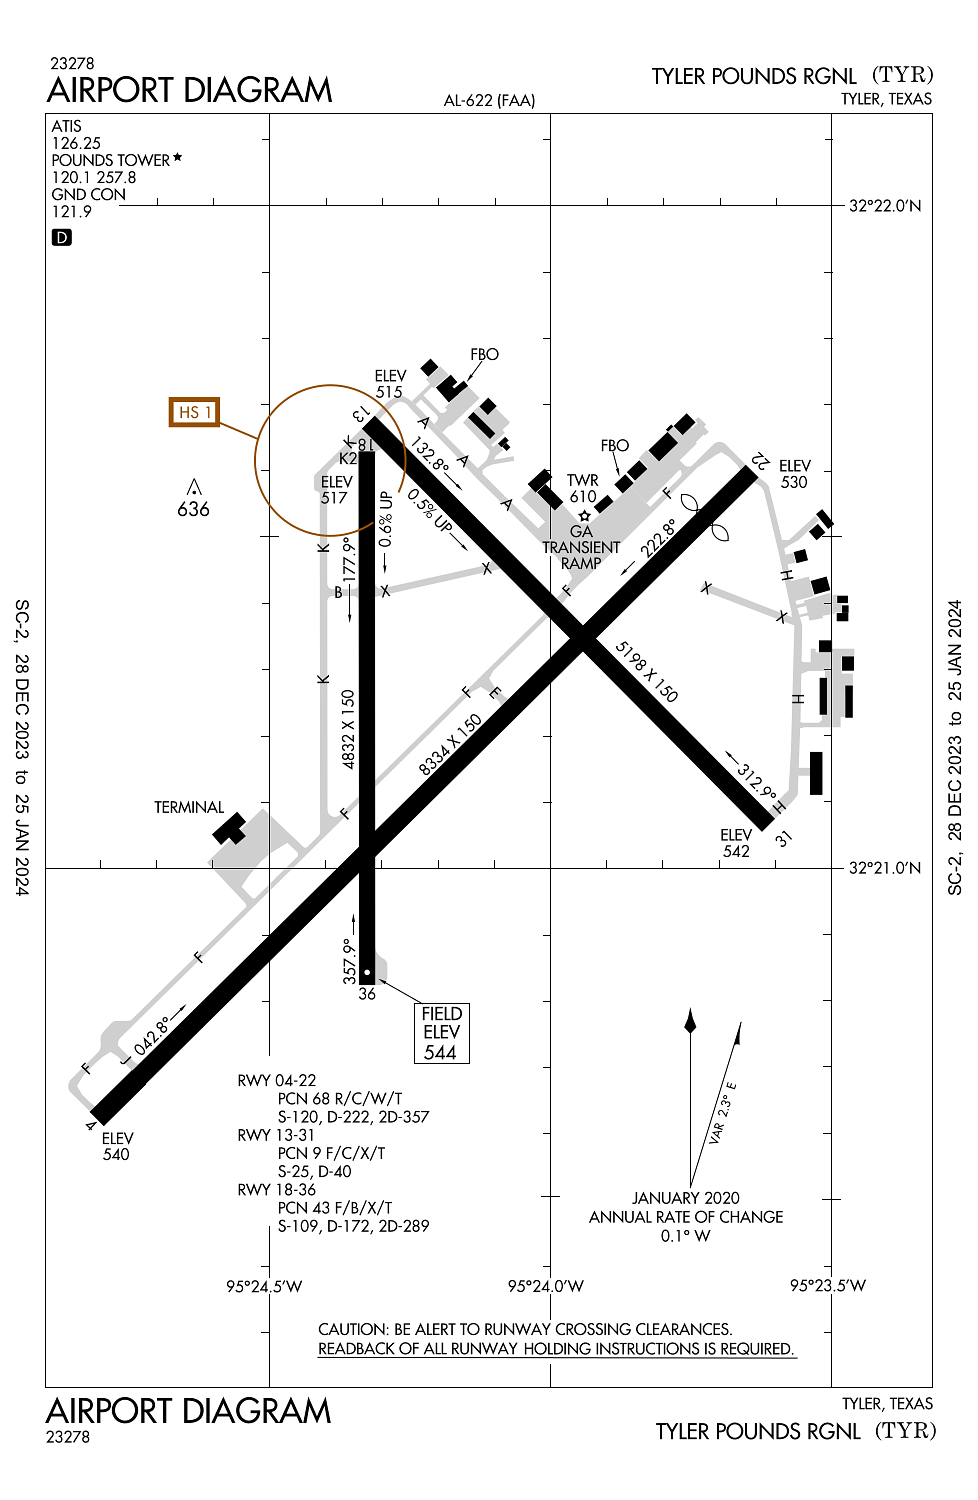 23278
AIRPORT DIAGRAM
AL-622 (FAA)
TYLER POUNDS RGNL (TYR)
TYLER, TEXAS
ATIS
126.25
POUNDS TOWER ★
120.1 257.8
GND CON
121.9
D
32°22.0'N
FBO
ELEV
515
HS 1
13
A
K
18
K2
132.8°
A
FBO
22
ELEV
530
ELEV
517
636
0.5% UP
0.6% UP
A
TWR
610
F
GA
TRANSIENT
RAMP
222.8°
K
177.9°
X
H
B
X
F
X
X
5198 X 150
K
F
E
H
4832 X 150
8334 X 150
312.9°
H
TERMINAL
F
ELEV
542
31
32°21.0'N
F
357.9°
36
FIELD
ELEV
544
042.8°
J
F
4
ELEV
540
RWY 04-22
PCN 68 R/C/W/T
S-120, D-222, 2D-357
RWY 13-31
PCN 9 F/C/X/T
S-25, D-40
RWY 18-36
PCN 43 F/B/X/T
S-109, D-172, 2D-289
VAR 2.3° E
JANUARY 2020
ANNUAL RATE OF CHANGE
0.1° W
95°24.5'W
95°24.0'W
95°23.5'W
CAUTION: BE ALERT TO RUNWAY CROSSING CLEARANCES.
READBACK OF ALL RUNWAY HOLDING INSTRUCTIONS IS REQUIRED.
SC-2, 28 DEC 2023 to 25 JAN 2024
SC-2, 28 DEC 2023 to 25 JAN 2024
AIRPORT DIAGRAM
23278
TYLER, TEXAS
TYLER POUNDS RGNL (TYR)